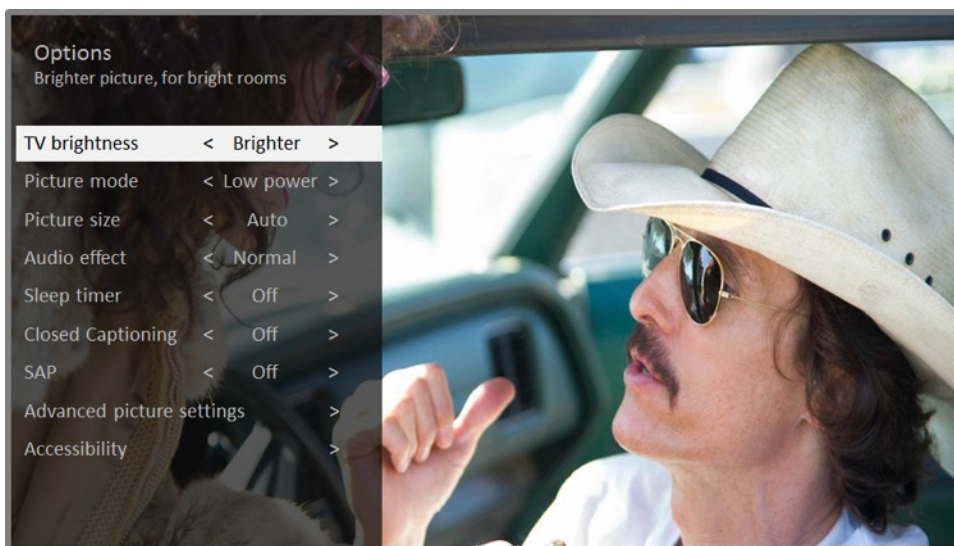 Options
Brighter picture, for bright rooms
TV brightness < Brighter >
Picture mode < Low power >
Picture size < Auto >
Audio effect < Normal >
Sleep timer < Off >
Closed Captioning < Off >
SAP < Off >
Advanced picture settings >
Accessibility >